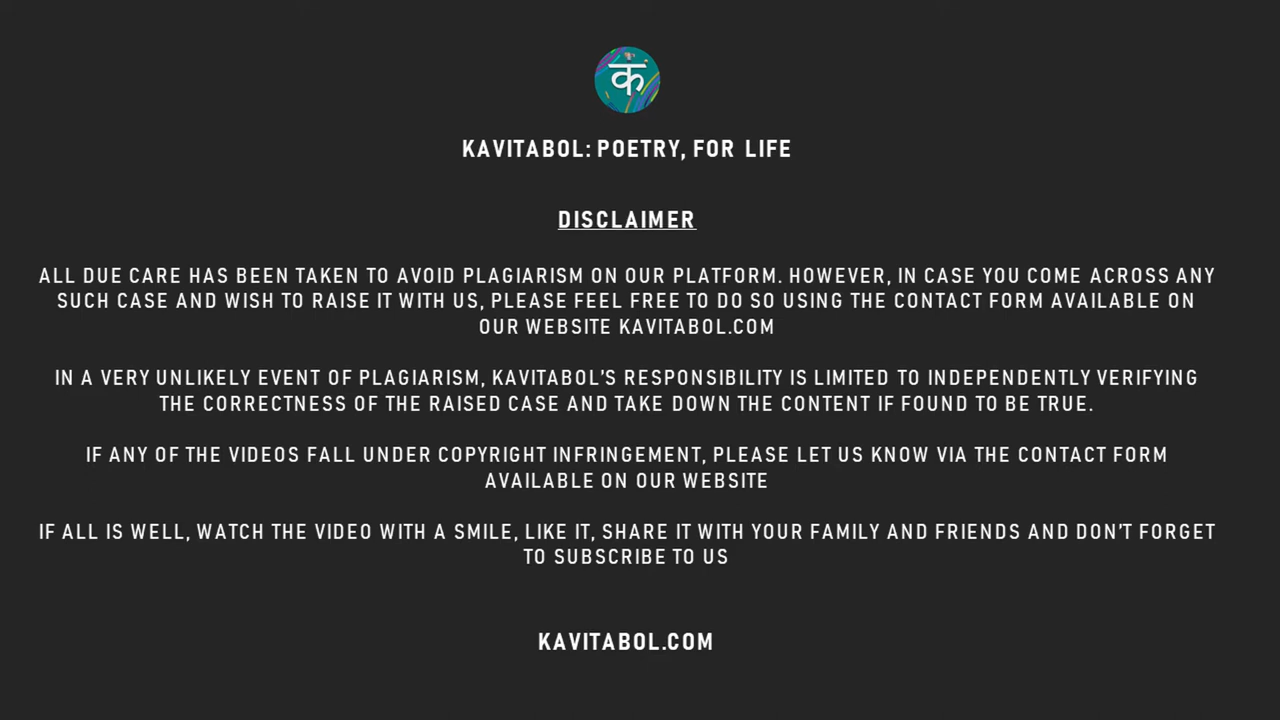 क
KAVITABOL: POETRY, FOR LIFE
DISCLAIMER
ALL DUE CARE HAS BEEN TAKEN TO AVOID PLAGIARISM ON OUR PLATFORM. HOWEVER, IN CASE YOU COME ACROSS ANY
SUCH CASE AND WISH TO RAISE IT WITH US, PLEASE FEEL FREE TO DO SO USING THE CONTACT FORM AVAILABLE ON
OUR WEBSITE KAVITABOL.COM
IN A VERY UNLIKELY EVENT OF PLAGIARISM, KAVITABOL’S RESPONSIBILITY IS LIMITED TO INDEPENDENTLY VERIFYING
THE CORRECTNESS OF THE RAISED CASE AND TAKE DOWN THE CONTENT IF FOUND TO BE TRUE.
IF ANY OF THE VIDEOS FALL UNDER COPYRIGHT INFRINGEMENT, PLEASE LET US KNOW VIA THE CONTACT FORM
AVAILABLE ON OUR WEBSITE
IF ALL IS WELL, WATCH THE VIDEO WITH A SMILE, LIKE IT, SHARE IT WITH YOUR FAMILY AND FRIENDS AND DON’T FORGET
TO SUBSCRIBE TO US
KAVITABOL.COM